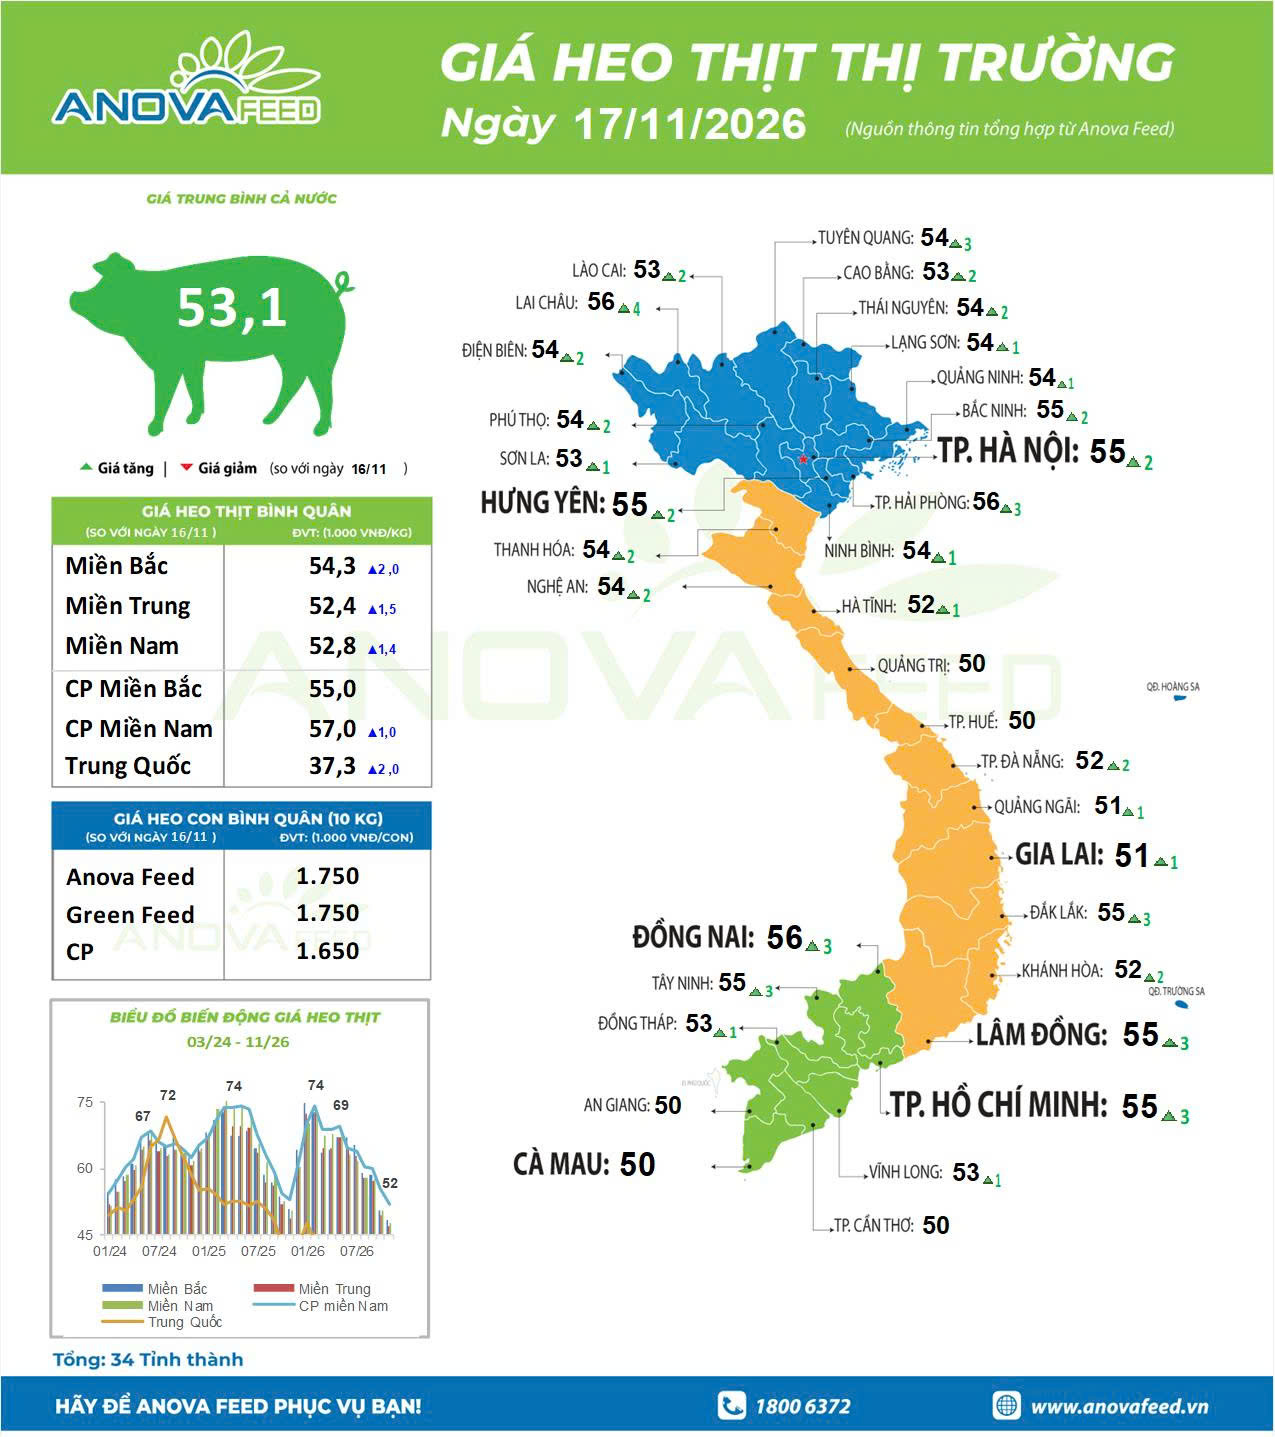 ANOVA FEED
GIÁ HEO THỊT THỊ TRƯỜNG
Ngày 17/11/2026
(Nguồn thông tin tổng hợp từ Anova Feed)
GIÁ TRUNG BÌNH CẢ NƯỚC
53,1
▲ Giá tăng | ▼ Giá giảm (so với ngày 16/11 )
GIÁ HEO THỊT BÌNH QUÂN
(SO VỚI NGÀY 16/11 ) ĐVT: (1.000 VNĐ/KG)
Miền Bắc 54,3 ▲2,0
Miền Trung 52,4 ▲1,5
Miền Nam 52,8 ▲1,4
CP Miền Bắc 55,0
CP Miền Nam 57,0 ▲1,0
Trung Quốc 37,3 ▲2,0
GIÁ HEO CON BÌNH QUÂN (10 KG)
(SO VỚI NGÀY 16/11 ) ĐVT: (1.000 VNĐ/CON)
Anova Feed 1.750
Green Feed 1.750
CP 1.650
BIỂU ĐỒ BIẾN ĐỘNG GIÁ HEO THỊT
03/24 - 11/26
75
60
45
67
72
74
74
69
52
01/24 07/24 01/25 07/25 01/26 07/26
Miền Bắc Miền Trung
Miền Nam CP miền Nam
Trung Quốc
Tổng: 34 Tỉnh thành
TUYÊN QUANG: 54 ▲ 3
LÀO CAI: 53 ▲ 2
CAO BẰNG: 53 ▲ 2
LAI CHÂU: 56 ▲ 4
THÁI NGUYÊN: 54 ▲ 2
ĐIỆN BIÊN: 54 ▲ 2
LẠNG SƠN: 54 ▲ 1
QUẢNG NINH: 54 ▲ 1
PHÚ THỌ: 54 ▲ 2
BẮC NINH: 55 ▲ 2
SƠN LA: 53 ▲ 1
TP. HÀ NỘI: 55 ▲ 2
HƯNG YÊN: 55 ▲ 2
TP. HẢI PHÒNG: 56 ▲ 3
THANH HÓA: 54 ▲ 2
NINH BÌNH: 54 ▲ 1
NGHỆ AN: 54 ▲ 2
HÀ TĨNH: 52 ▲ 1
QUẢNG TRỊ: 50
QĐ. HOÀNG SA
TP. HUẾ: 50
TP. ĐÀ NẴNG: 52 ▲ 2
QUẢNG NGÃI: 51 ▲ 1
GIA LAI: 51 ▲ 1
ĐẮK LẮK: 55 ▲ 3
ĐỒNG NAI: 56 ▲ 3
KHÁNH HÒA: 52 ▲ 2
TÂY NINH: 55 ▲ 3
QĐ. TRƯỜNG SA
ĐỒNG THÁP: 53 ▲ 1
LÂM ĐỒNG: 55 ▲ 3
Đ. PHÚ QUỐC
AN GIANG: 50
TP. HỒ CHÍ MINH: 55 ▲ 3
CÀ MAU: 50
VĨNH LONG: 53 ▲ 1
TP. CẦN THƠ: 50
ANOVA FEED
ANOVA FEED
HÃY ĐỂ ANOVA FEED PHỤC VỤ BẠN!
1800 6372
www.anovafeed.vn